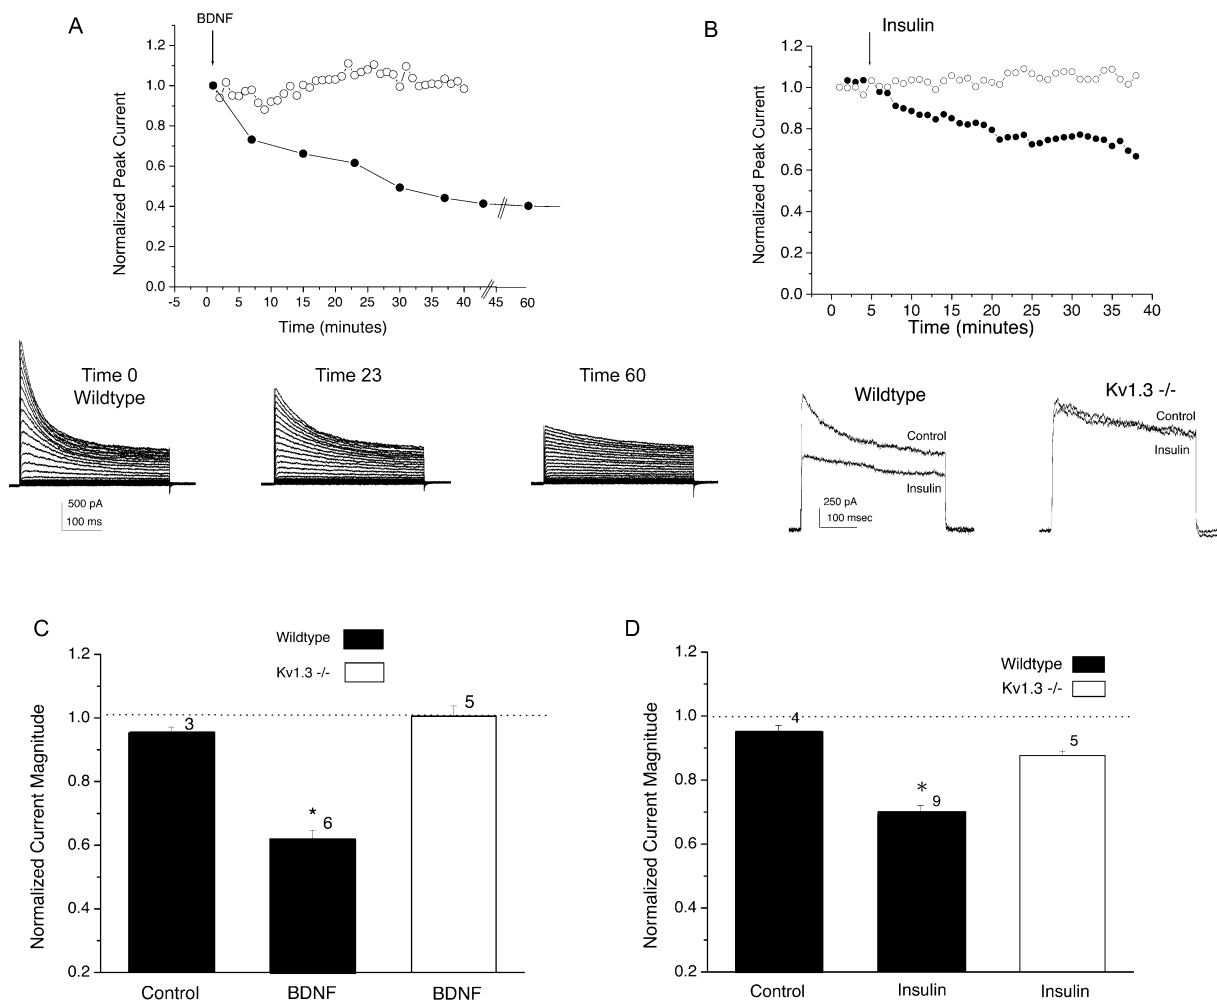 A
BDNF
Normalized Peak Current
1.2
1.0
0.8
0.6
0.4
0.2
0.0
-5 0 5 10 15 20 25 30 35 40 45 60
Time (minutes)
B
Insulin
Normalized Peak Current
1.2
1.0
0.8
0.6
0.4
0.2
0.0
0 5 10 15 20 25 30 35 40
Time (minutes)
Time 0
Wildtype
Time 23
Time 60
500 pA
100 ms
Wildtype
Control
Insulin
250 pA
100 msec
Kv1.3 -/-
Control
Insulin
C
Wildtype
Kv1.3 -/-
Normalized Current Magnitude
1.2
1.0
0.8
0.6
0.4
0.2
3
*
6
5
Control BDNF BDNF
D
Wildtype
Kv1.3 -/-
Normalized Current Magnitude
1.2
1.0
0.8
0.6
0.4
0.2
4
*
9
5
Control Insulin Insulin